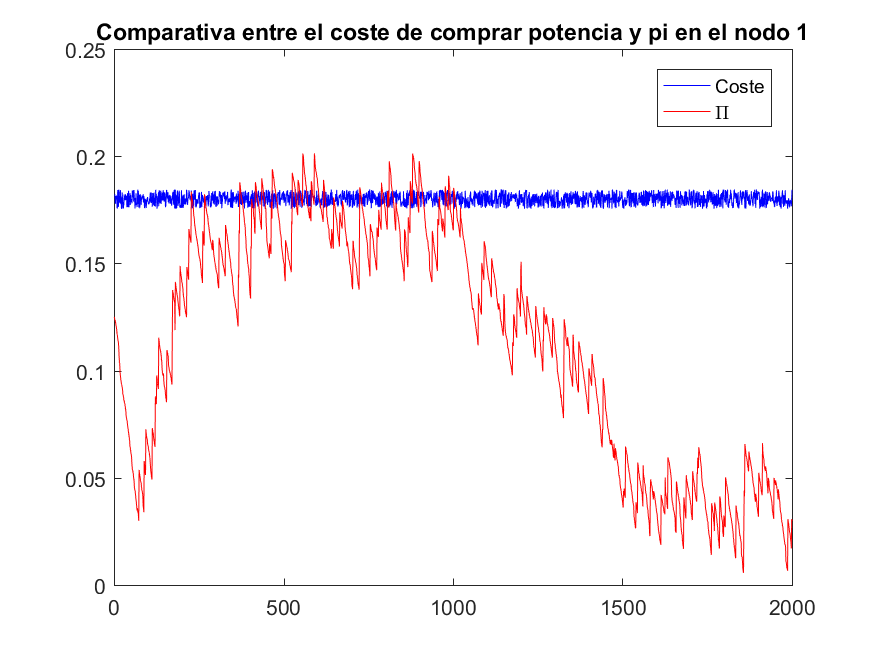 Comparativa entre el coste de comprar potencia y pi en el nodo 1
0.25
Coste
Π
0.2
0.15
0.1
0.05
0
0 500 1000 1500 2000